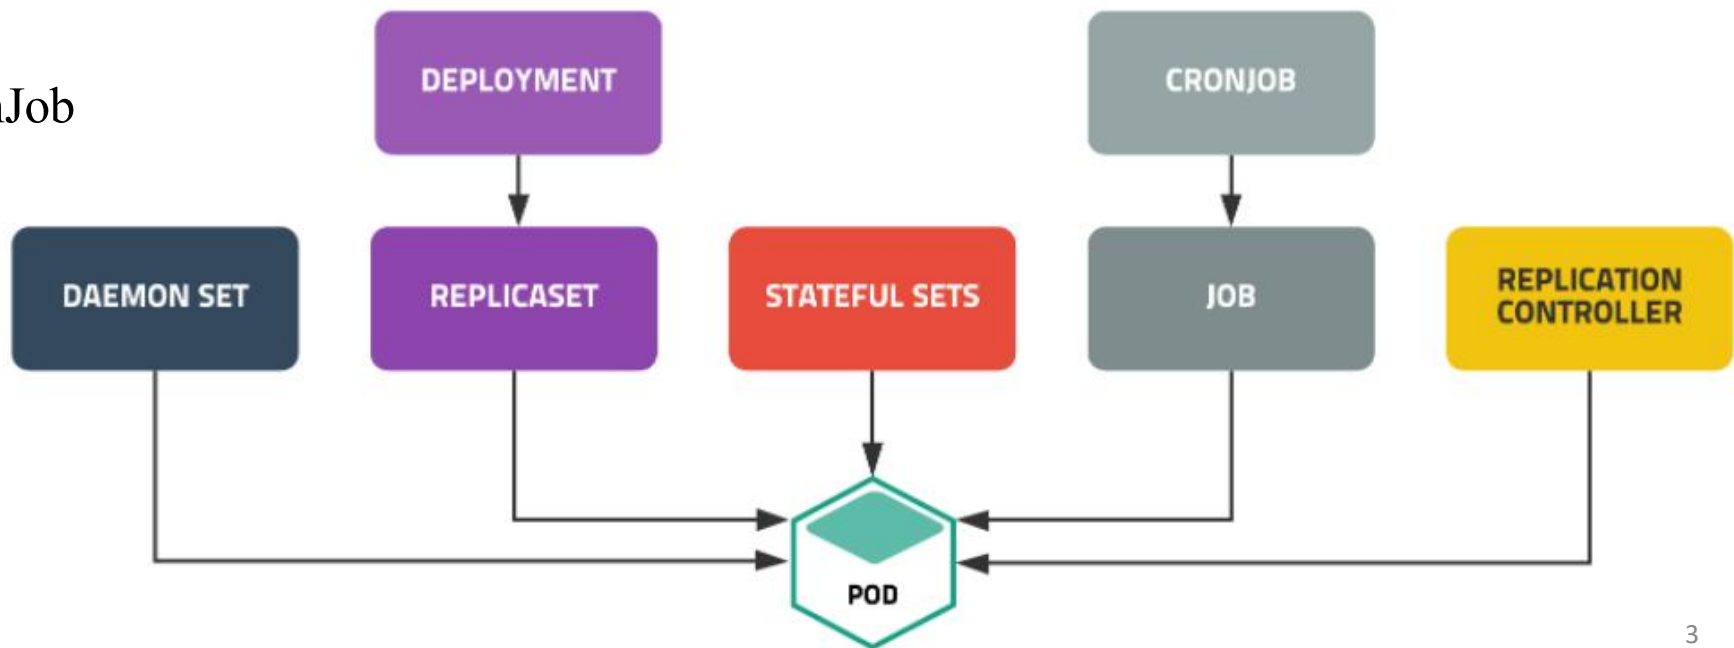 DEPLOYMENT
CRONJOB
Job
DAEMON SET
REPLICASET
STATEFUL SETS
JOB
REPLICATION
CONTROLLER
POD
3